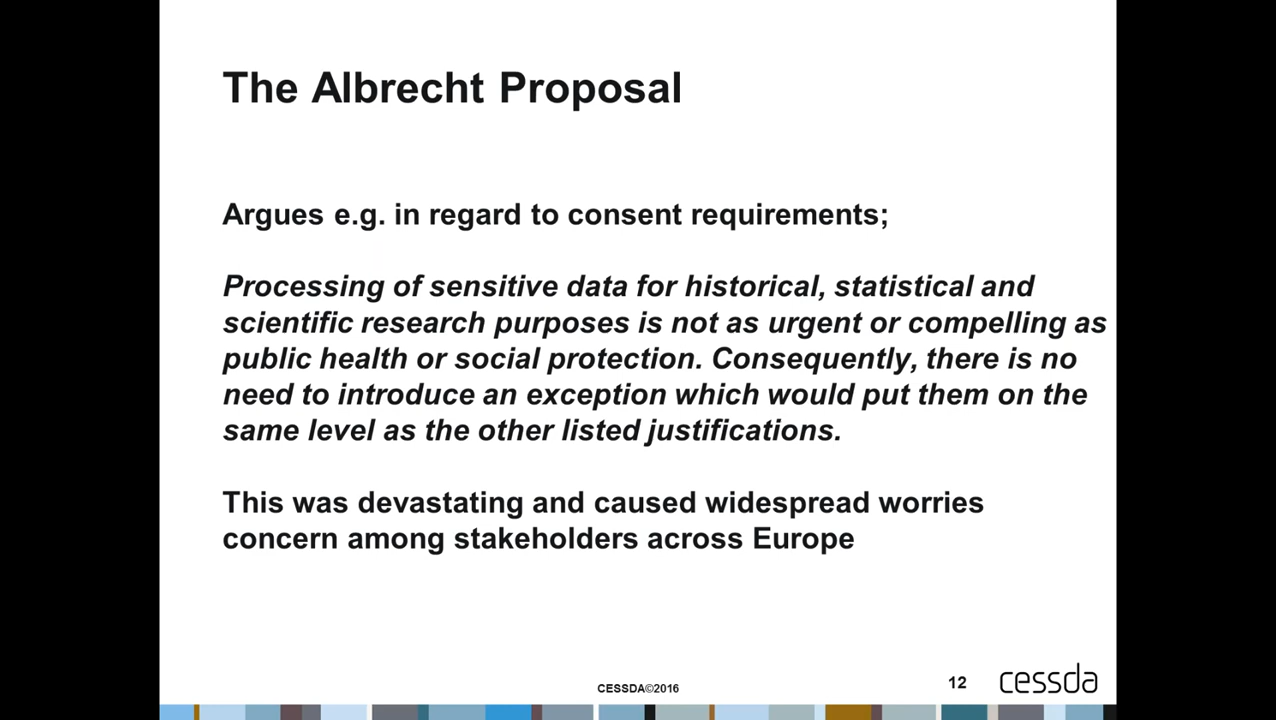 The Albrecht Proposal
Argues e.g. in regard to consent requirements;
Processing of sensitive data for historical, statistical and
scientific research purposes is not as urgent or compelling as
public health or social protection. Consequently, there is no
need to introduce an exception which would put them on the
same level as the other listed justifications.
This was devastating and caused widespread worries
concern among stakeholders across Europe
CESSDA©2016
12
cessda